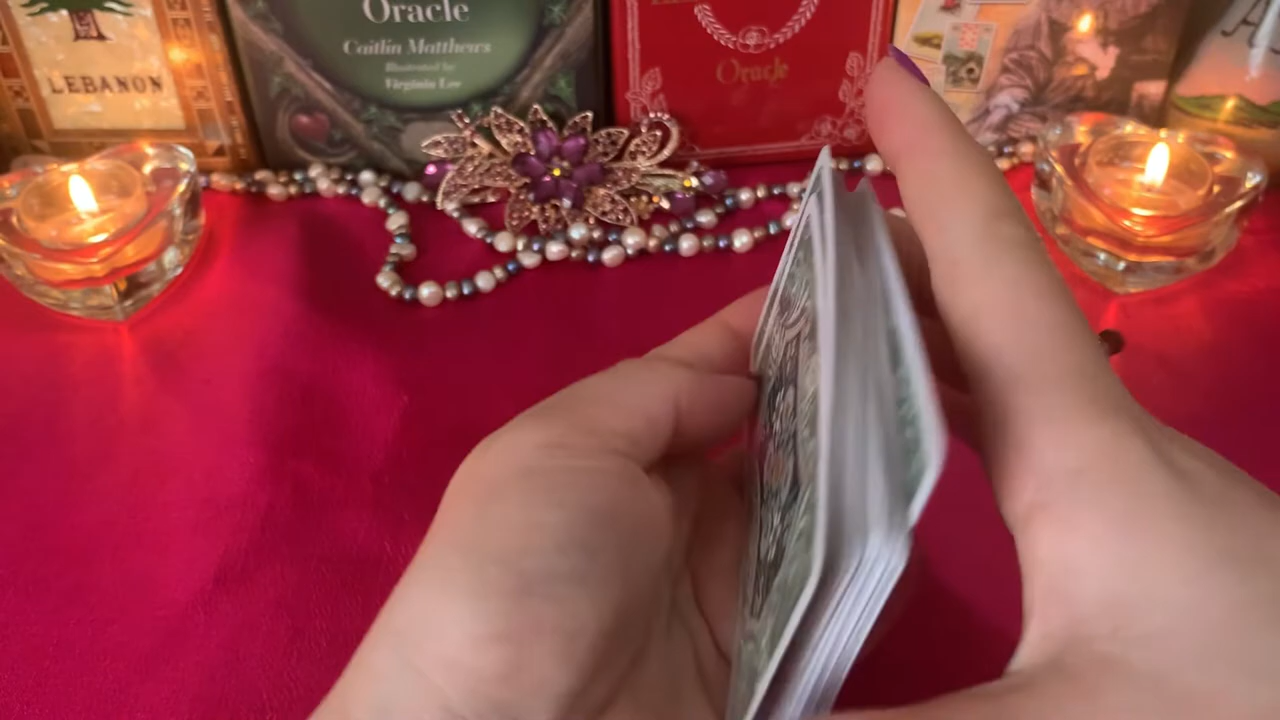 LEBANON
Oracle
Caitlín Matthews
Illustrated by
Virginia Lee
Oracle